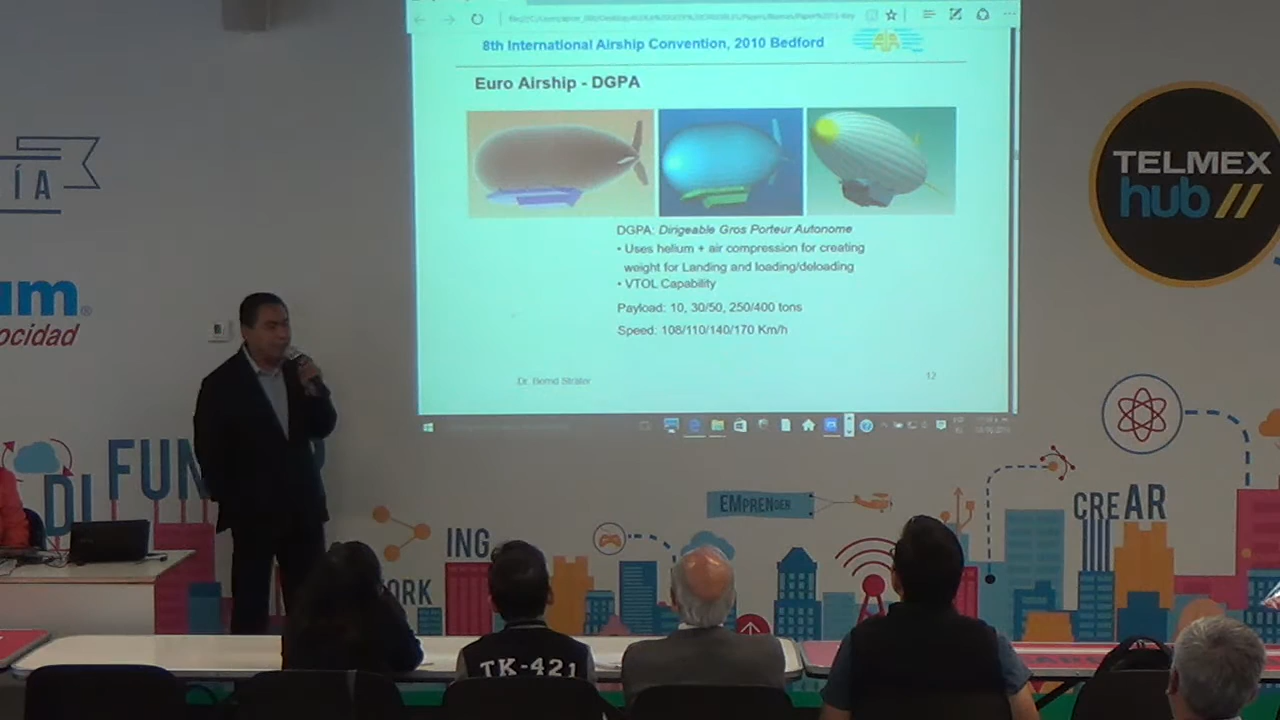 8th International Airship Convention, 2010 Bedford
Euro Airship - DGPA
DGPA: Dirigeable Gros Porteur Autonome
• Uses helium + air compression for creating
weight for Landing and loading/deloading
• VTOL Capability
Payload: 10, 30/50, 250/400 tons
Speed: 108/110/140/170 Km/h
Dr. Bernd Sträter
12
TELMEX
hub//
ÍA
um®
ocidad
DI
FUN
ING
ORK
EMPRENDER
CREAR
TK-421